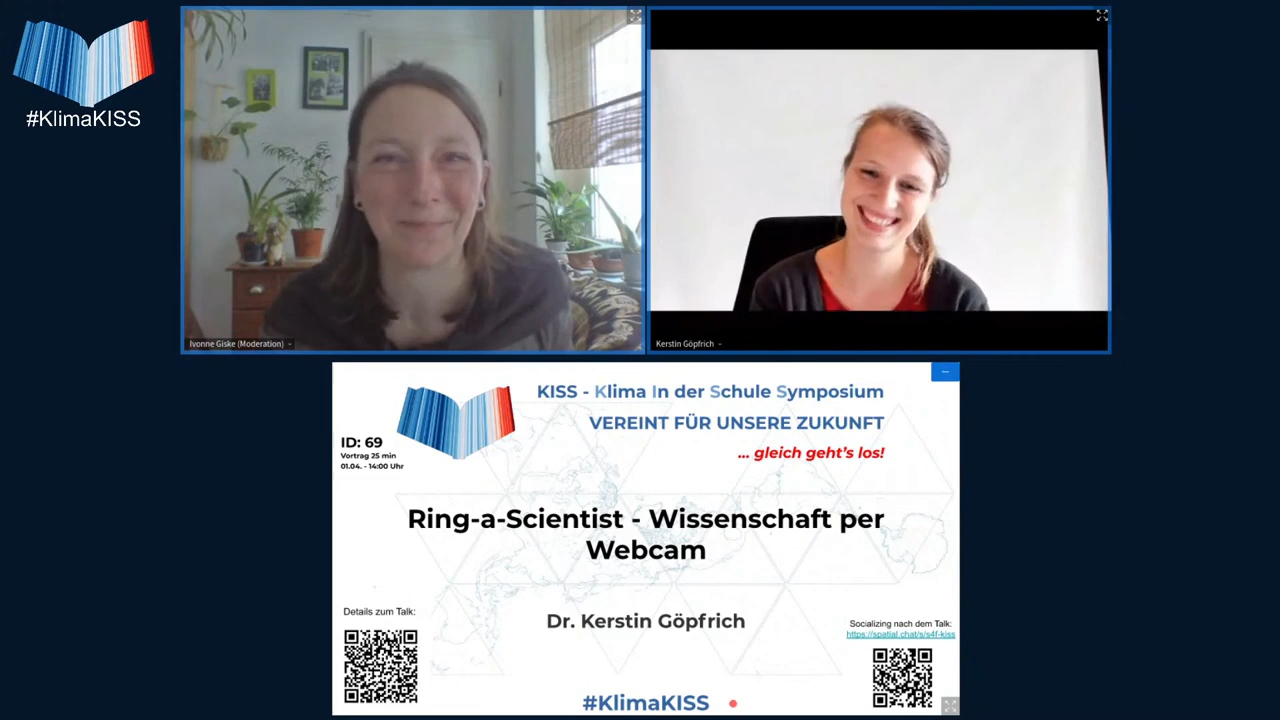 #KlimaKISS
Ivonne Giske (Moderation)
Kerstin Göpfrich
KISS - Klima In der Schule Symposium
VEREINT FÜR UNSERE ZUKUNFT
... gleich geht's los!
ID: 69
Vortrag 25 min
01.04. - 14:00 Uhr
Ring-a-Scientist - Wissenschaft per
Webcam
Dr. Kerstin Göpfrich
Details zum Talk:
Socializing nach dem Talk:
https://spatial.chat/s/s4f-kiss
#KlimaKISS